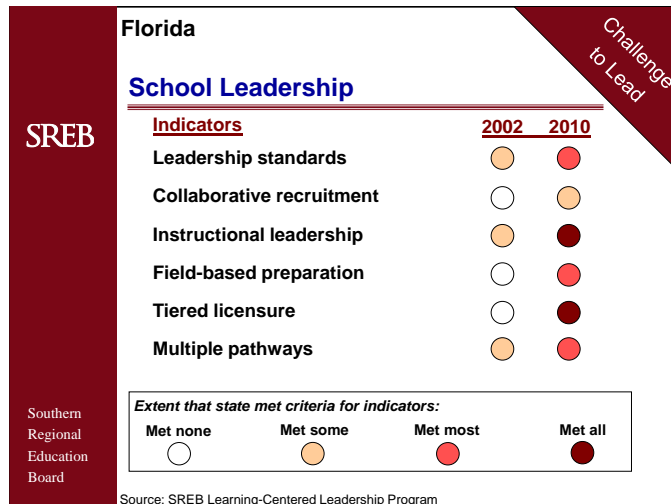 Florida
Challenge
to Lead
School Leadership
SREB
Indicators 2002 2010
Leadership standards
Collaborative recruitment
Instructional leadership
Field-based preparation
Tiered licensure
Multiple pathways
Extent that state met criteria for indicators:
Met none Met some Met most Met all
Southern
Regional
Education
Board
Source: SREB Learning-Centered Leadership Program